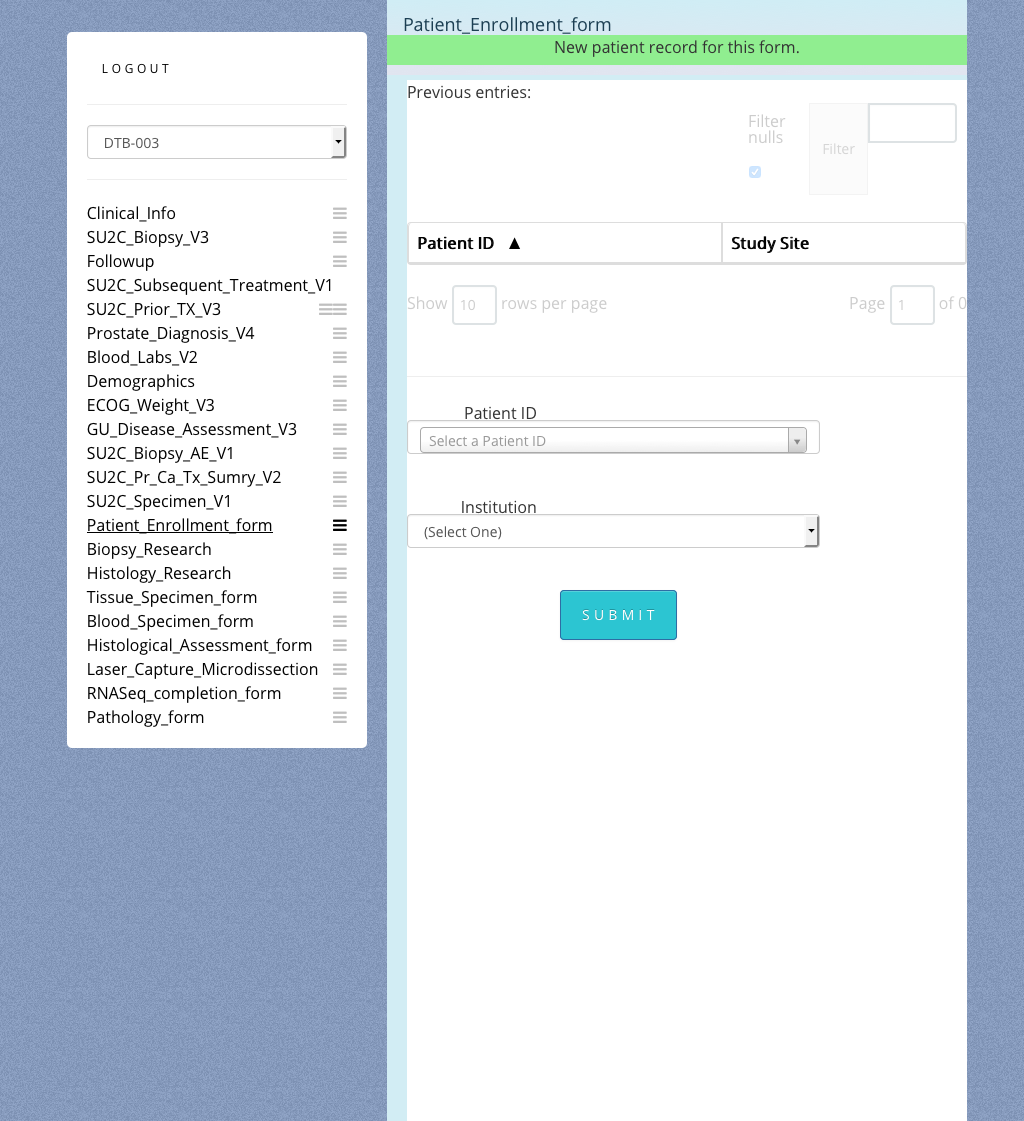 LOGOUT
DTB-003
Clinical_Info
SU2C_Biopsy_V3
Followup
SU2C_Subsequent_Treatment_V1
SU2C_Prior_TX_V3
Prostate_Diagnosis_V4
Blood_Labs_V2
Demographics
ECOG_Weight_V3
GU_Disease_Assessment_V3
SU2C_Biopsy_AE_V1
SU2C_Pr_Ca_Tx_Sumry_V2
SU2C_Specimen_V1
Patient_Enrollment_form
Biopsy_Research
Histology_Research
Tissue_Specimen_form
Blood_Specimen_form
Histological_Assessment_form
Laser_Capture_Microdissection
RNASeq_completion_form
Pathology_form
Patient_Enrollment_form
New patient record for this form.
Previous entries:
Filter
nulls
Filter
Patient ID ▲ Study Site
Show 10 rows per page Page 1 of 0
Patient ID
Select a Patient ID
Institution
(Select One)
SUBMIT